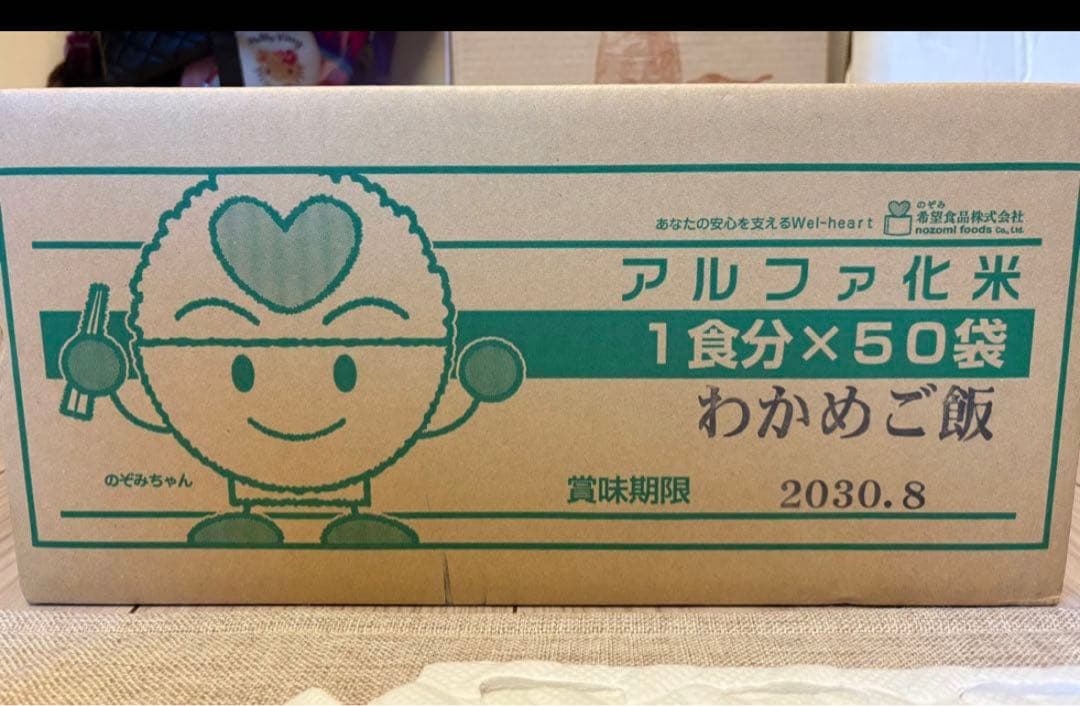 あなたの安心を支えるWel-heart
のぞみ
希望食品株式会社
nozomi foods Co., Ltd.
アルファ化米
1食分×50袋
わかめご飯
のぞみちゃん
賞味期限 2030.8